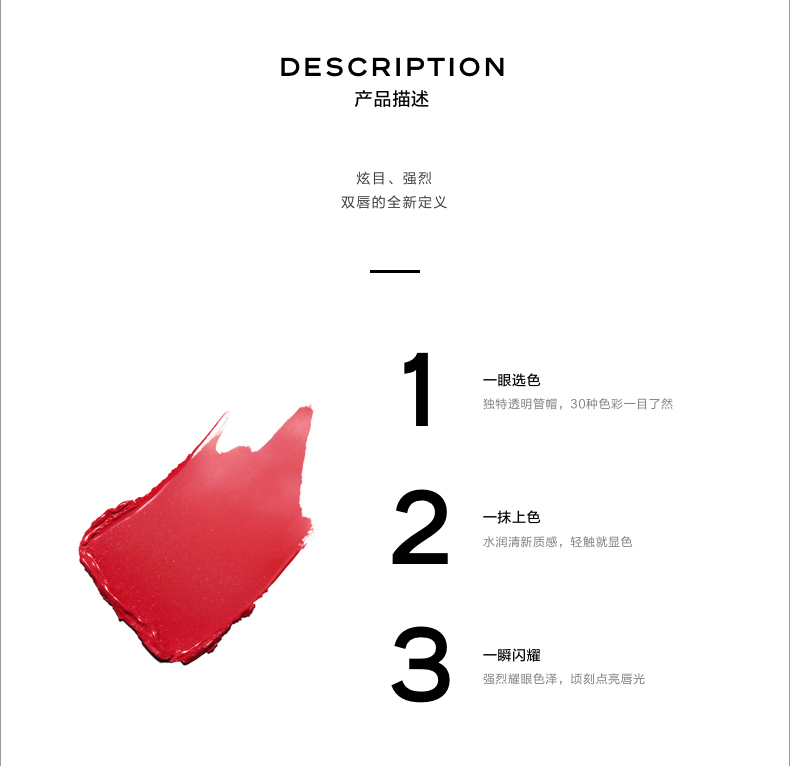 DESCRIPTION
产品描述
炫目、强烈
双唇的全新定义
1
一眼选色
独特透明管帽，30种色彩一目了然
2
一抹上色
水润清新质感，轻触就显色
3
一瞬闪耀
强烈耀眼色泽，顷刻点亮唇光